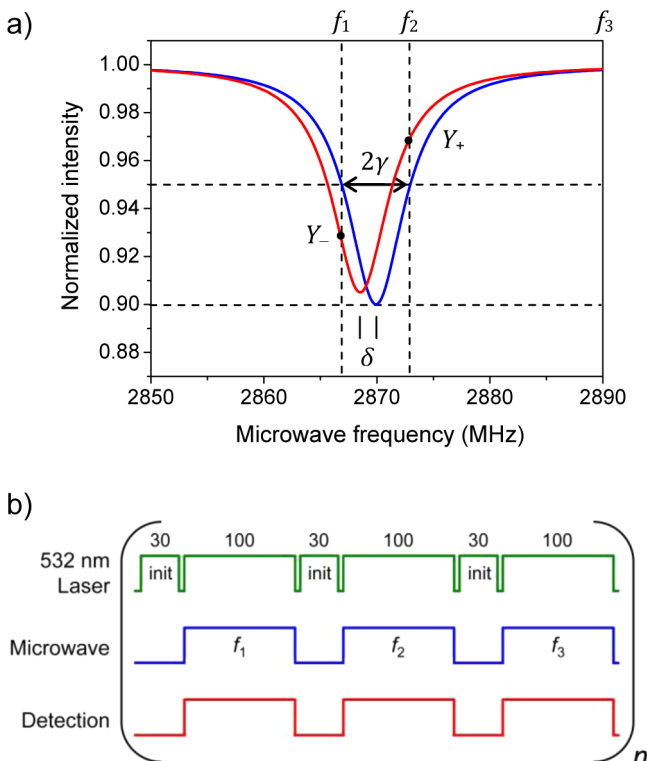 a)
f₁ f₂ f₃
1.00
0.98
0.96
0.94
0.92
0.90
0.88
Normalized intensity
Y₊
2γ
Y₋
δ
2850 2860 2870 2880 2890
Microwave frequency (MHz)
b)
30 100 30 100 30 100
532 nm
Laser
init init init
Microwave
f₁ f₂ f₃
Detection
n